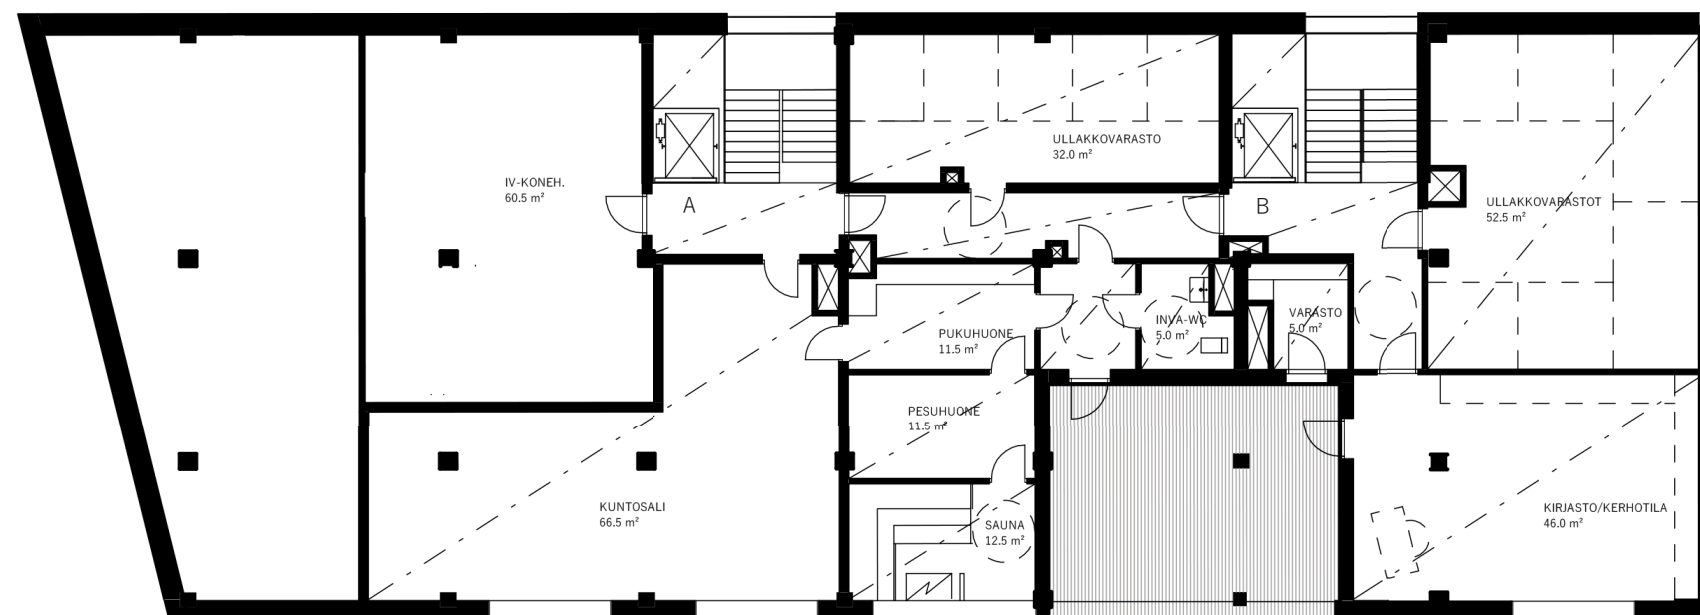 ULLAKKOVARASTO
32.0 m²
IV-KONEH.
60.5 m²
A
B
ULLAKKOVARASTOT
52.5 m²
PUKUHUONE
11.5 m²
INVA-WC
5.0 m²
VARASTO
5.0 m²
PESUHUONE
11.5 m²
KUNTOSALI
66.5 m²
SAUNA
12.5 m²
KIRJASTO/KERHOTILA
46.0 m²